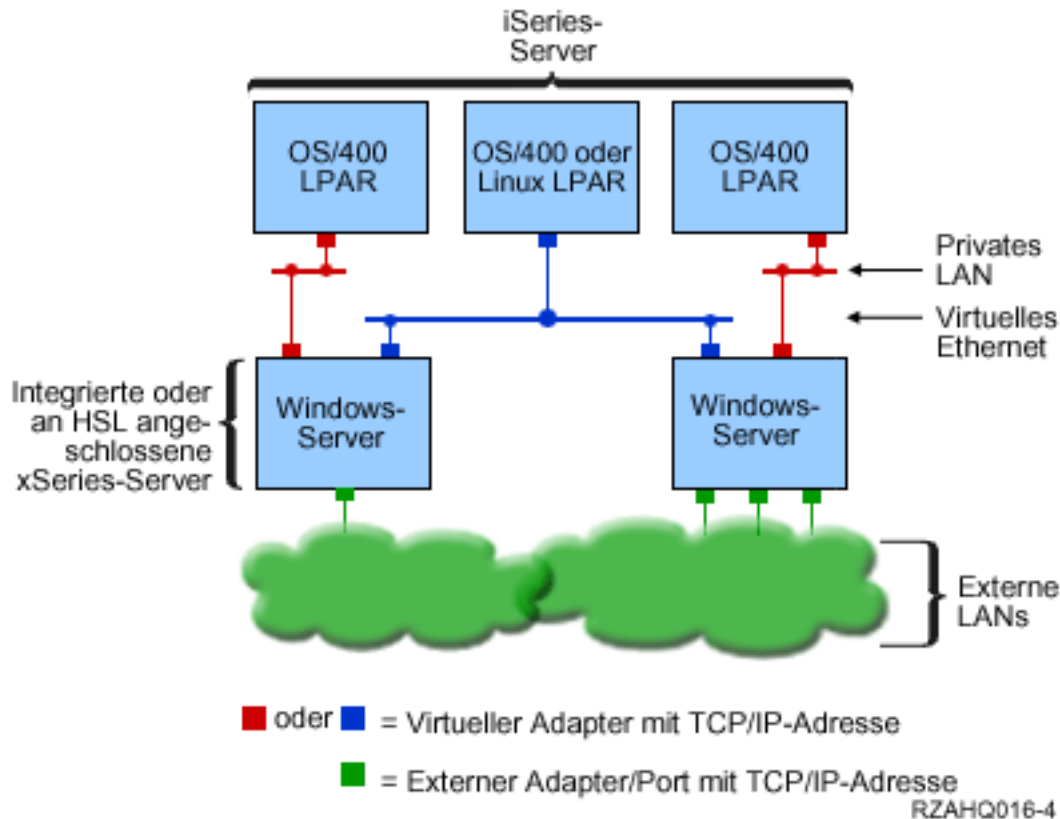 iSeries-
Server
OS/400
LPAR
OS/400 oder
Linux LPAR
OS/400
LPAR
Privates
LAN
Virtuelles
Ethernet
Integrierte oder
an HSL ange-
schlossene
xSeries-Server
Windows-
Server
Windows-
Server
Externe
LANs
oder = Virtueller Adapter mit TCP/IP-Adresse
= Externer Adapter/Port mit TCP/IP-Adresse
RZAHQ016-4